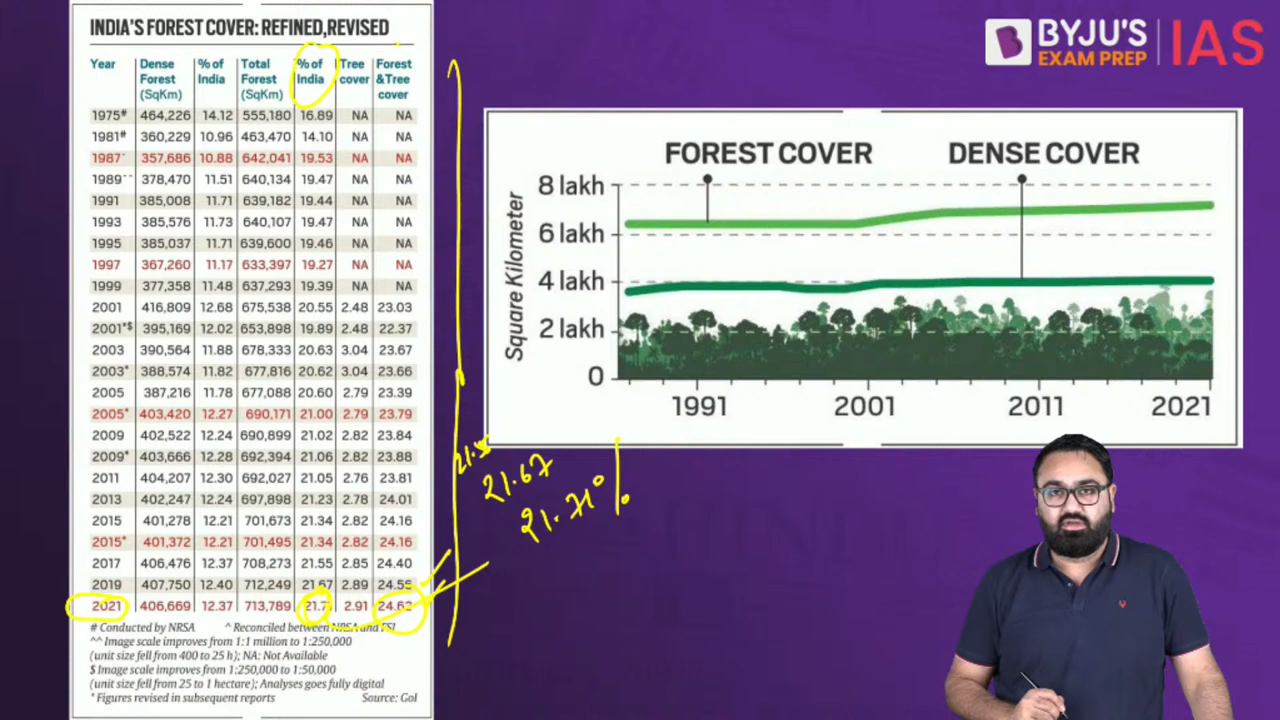 INDIA'S FOREST COVER: REFINED,REVISED
Year Dense Forest (SqKm) % of India Total Forest (SqKm) % of India Tree cover Forest &Tree cover
1975# 464,226 14.12 555,180 16.89 NA NA
1981# 360,229 10.96 463,470 14.10 NA NA
1987^ 357,686 10.88 642,041 19.53 NA NA
1989^^ 378,470 11.51 640,134 19.47 NA NA
1991 385,008 11.71 639,182 19.44 NA NA
1993 385,576 11.73 640,107 19.47 NA NA
1995 385,037 11.71 639,600 19.46 NA NA
1997 367,260 11.17 633,397 19.27 NA NA
1999 377,358 11.48 637,293 19.39 NA NA
2001 416,809 12.68 675,538 20.55 2.48 23.03
2001*$ 395,169 12.02 653,898 19.89 2.48 22.37
2003 390,564 11.88 678,333 20.63 3.04 23.67
2003* 388,574 11.82 677,816 20.62 3.04 23.66
2005 387,216 11.78 677,088 20.60 2.79 23.39
2005* 403,420 12.27 690,171 21.00 2.79 23.79
2009 402,522 12.24 690,899 21.02 2.82 23.84
2009* 403,666 12.28 692,394 21.06 2.82 23.88
2011 404,207 12.30 692,027 21.05 2.76 23.81
2013 402,247 12.24 697,898 21.23 2.78 24.01
2015 401,278 12.21 701,673 21.34 2.82 24.16
2015* 401,372 12.21 701,495 21.34 2.82 24.16
2017 406,476 12.37 708,273 21.55 2.85 24.40
2019 407,750 12.40 712,249 21.67 2.89
2021 406,669 12.37 713,789 2.91 24.62
# Conducted by NRSA ^ Reconciled between NRSA and FSI
^^ Image scale improves from 1:1 million to 1:250,000
(unit size fell from 400 to 25 h); NA: Not Available
$ Image scale improves from 1:250,000 to 1:50,000
(unit size fell from 25 to 1 hectare); Analyses goes fully digital
* Figures revised in subsequent reports Source: GoI
BYJU'S IAS
EXAM PREP
FOREST COVER DENSE COVER
Square Kilometer
8 lakh
6 lakh
4 lakh
2 lakh
0
1991 2001 2011 2021
21.67
21.71%